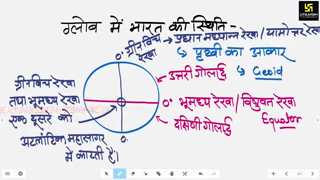 ग्लोब में भारत की स्थिति -
0° ग्रीनविच रेखा → प्रधान मध्याह्न रेखा / यामोत्तर रेखा
→ पृथ्वी का आकार
↳ Geoid
उत्तरी गोलार्द्ध
ग्रीनविच रेखा
तथा भूमध्य रेखा
एक दूसरे को
अटलांटिक महासागर
में काटती है।
0° भूमध्य रेखा / विषुवत रेखा
Equator
दक्षिणी गोलार्द्ध
0°
UTKARSH